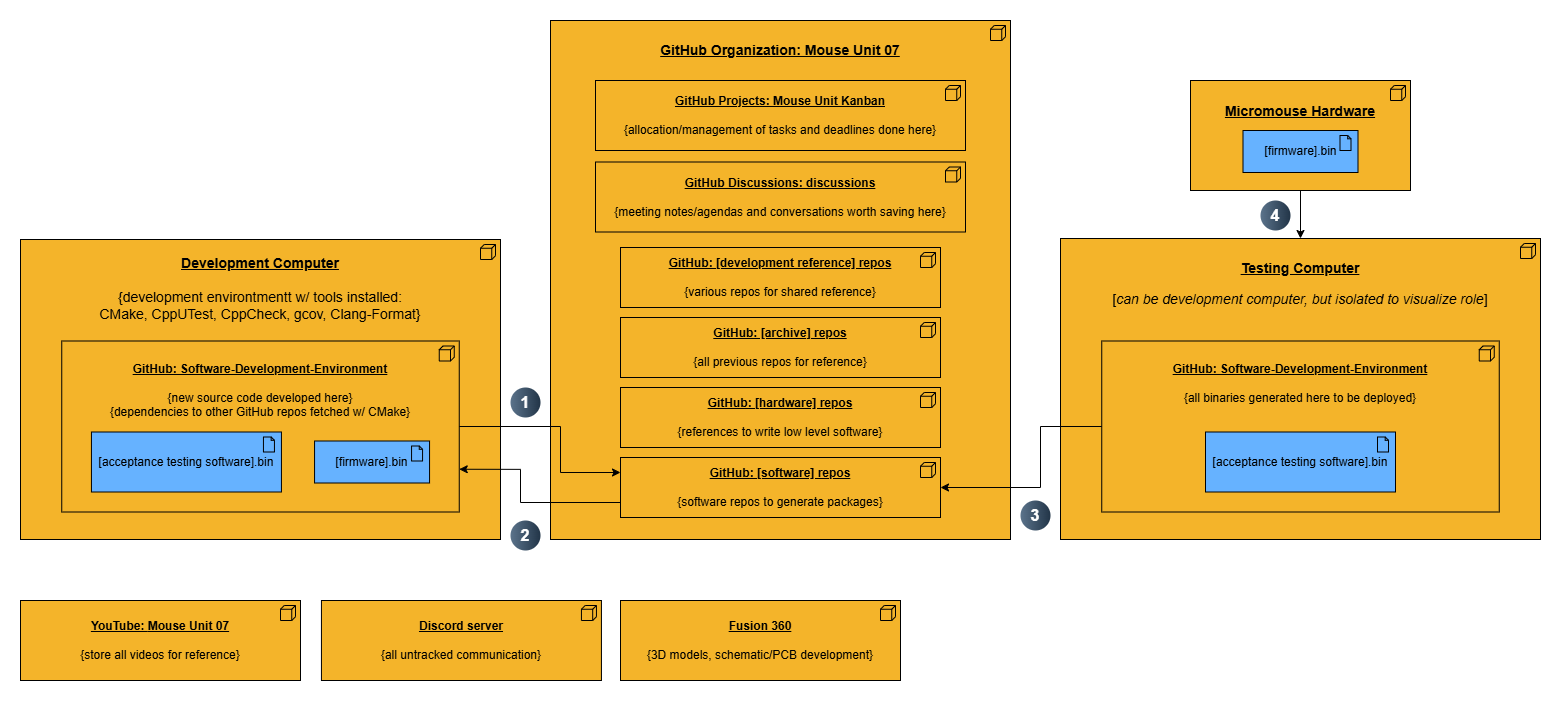 GitHub Organization: Mouse Unit 07
GitHub Projects: Mouse Unit Kanban
{allocation/management of tasks and deadlines done here}
GitHub Discussions: discussions
{meeting notes/agendas and conversations worth saving here}
GitHub: [development reference] repos
{various repos for shared reference}
GitHub: [archive] repos
{all previous repos for reference}
GitHub: [hardware] repos
{references to write low level software}
GitHub: [software] repos
{software repos to generate packages}
Micromouse Hardware
[firmware].bin
4
Development Computer
{development environtmentt w/ tools installed:
CMake, CppUTest, CppCheck, gcov, Clang-Format}
GitHub: Software-Development-Environment
{new source code developed here}
{dependencies to other GitHub repos fetched w/ CMake}
[acceptance testing software].bin
[firmware].bin
1
2
3
Testing Computer
[can be development computer, but isolated to visualize role]
GitHub: Software-Development-Environment
{all binaries generated here to be deployed}
[acceptance testing software].bin
YouTube: Mouse Unit 07
{store all videos for reference}
Discord server
{all untracked communication}
Fusion 360
{3D models, schematic/PCB development}